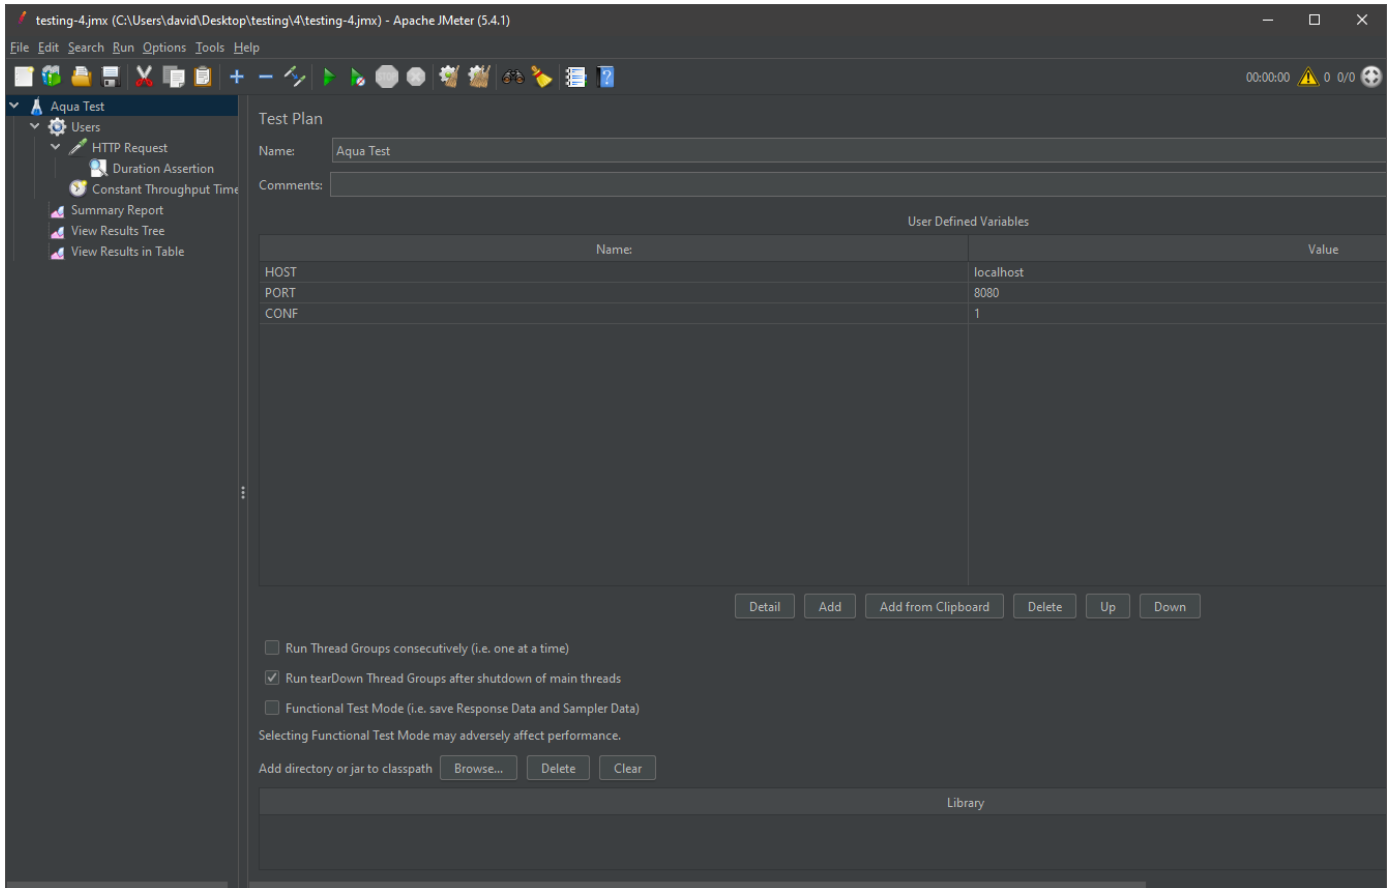 testing-4.jmx (C:\Users\david\Desktop\testing\4\testing-4.jmx) - Apache JMeter (5.4.1)
File Edit Search Run Options Tools Help
STOP
00:00:00 0 0/0
Aqua Test
Users
HTTP Request
Duration Assertion
Constant Throughput Time
Summary Report
View Results Tree
View Results in Table
Test Plan
Name: Aqua Test
Comments:
User Defined Variables
Name: Value
HOST localhost
PORT 8080
CONF 1
Detail Add Add from Clipboard Delete Up Down
Run Thread Groups consecutively (i.e. one at a time)
Run tearDown Thread Groups after shutdown of main threads
Functional Test Mode (i.e. save Response Data and Sampler Data)
Selecting Functional Test Mode may adversely affect performance.
Add directory or jar to classpath Browse... Delete Clear
Library